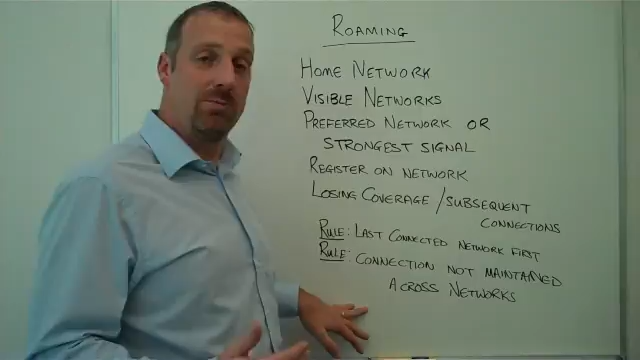 ROAMING
HOME NETWORK
VISIBLE NETWORKS
PREFERRED NETWORK OR
STRONGEST SIGNAL
REGISTER ON NETWORK
LOSING COVERAGE / SUBSEQUENT
CONNECTIONS
RULE: LAST CONNECTED NETWORK FIRST
RULE: CONNECTION NOT MAINTAINED
ACROSS NETWORKS